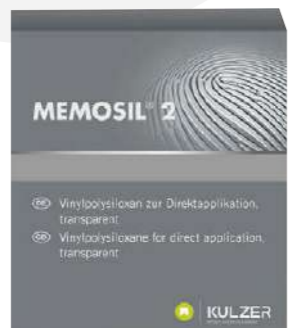 MEMOSIL® 2
DE Vinylpolysiloxan zur Direktapplikation,
transparent
GB Vinylpolysiloxane for direct application,
transparent
KULZER